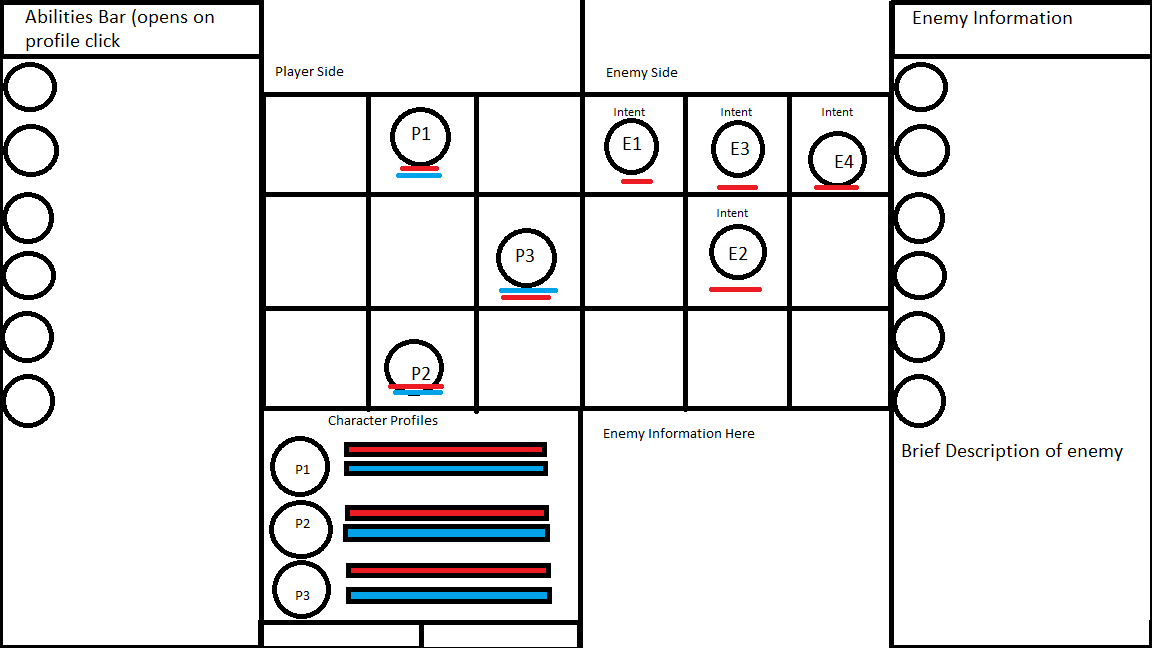 Abilities Bar (opens on
profile click
Player Side
Enemy Side
Enemy Information
P1
Intent
E1
Intent
E3
Intent
E4
P3
Intent
E2
P2
Character Profiles
P1
P2
P3
Enemy Information Here
Brief Description of enemy